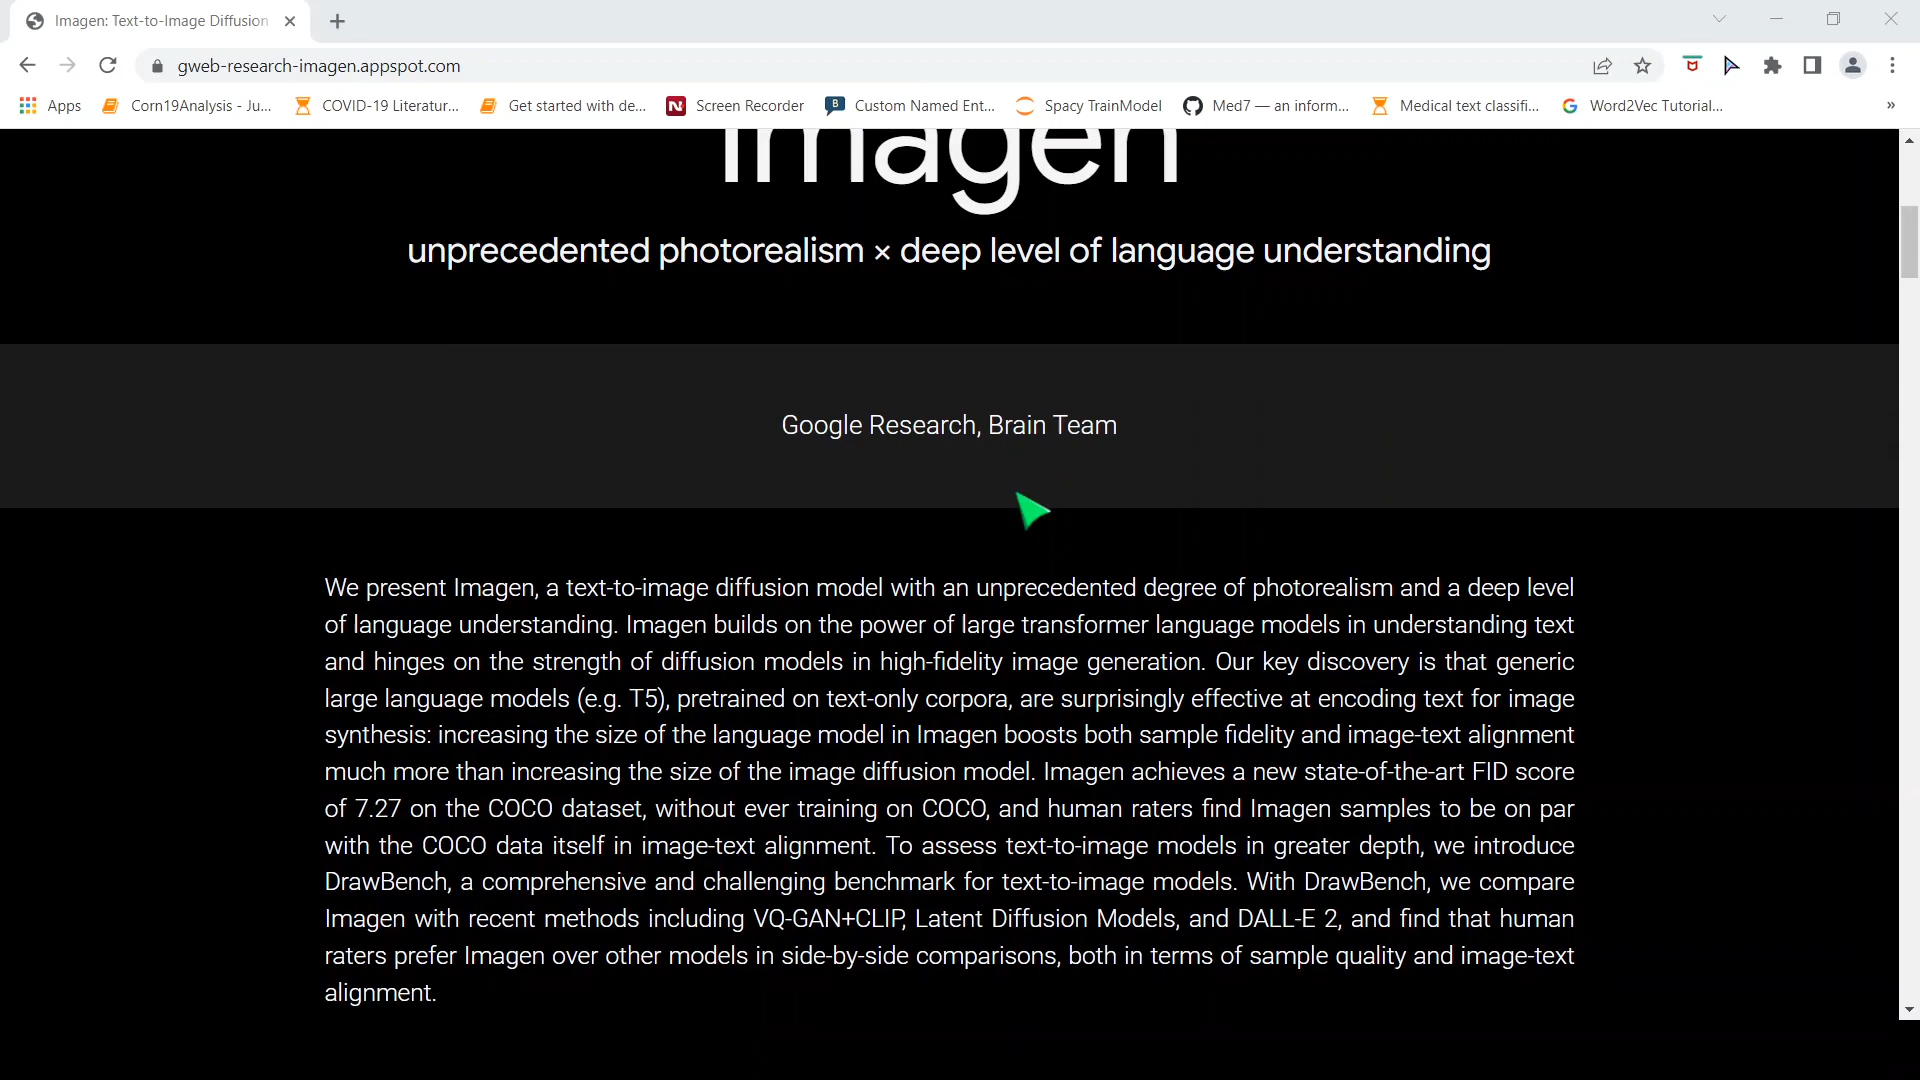 Imagen: Text-to-Image Diffusion
gweb-research-imagen.appspot.com
Apps Corn19Analysis - Ju... COVID-19 Literatur... Get started with de... N Screen Recorder B Custom Named Ent... Spacy TrainModel Med7 — an inform... Medical text classifi... G Word2Vec Tutorial... »
Imagen
unprecedented photorealism × deep level of language understanding
Google Research, Brain Team
We present Imagen, a text-to-image diffusion model with an unprecedented degree of photorealism and a deep level
of language understanding. Imagen builds on the power of large transformer language models in understanding text
and hinges on the strength of diffusion models in high-fidelity image generation. Our key discovery is that generic
large language models (e.g. T5), pretrained on text-only corpora, are surprisingly effective at encoding text for image
synthesis: increasing the size of the language model in Imagen boosts both sample fidelity and image-text alignment
much more than increasing the size of the image diffusion model. Imagen achieves a new state-of-the-art FID score
of 7.27 on the COCO dataset, without ever training on COCO, and human raters find Imagen samples to be on par
with the COCO data itself in image-text alignment. To assess text-to-image models in greater depth, we introduce
DrawBench, a comprehensive and challenging benchmark for text-to-image models. With DrawBench, we compare
Imagen with recent methods including VQ-GAN+CLIP, Latent Diffusion Models, and DALL-E 2, and find that human
raters prefer Imagen over other models in side-by-side comparisons, both in terms of sample quality and image-text
alignment.